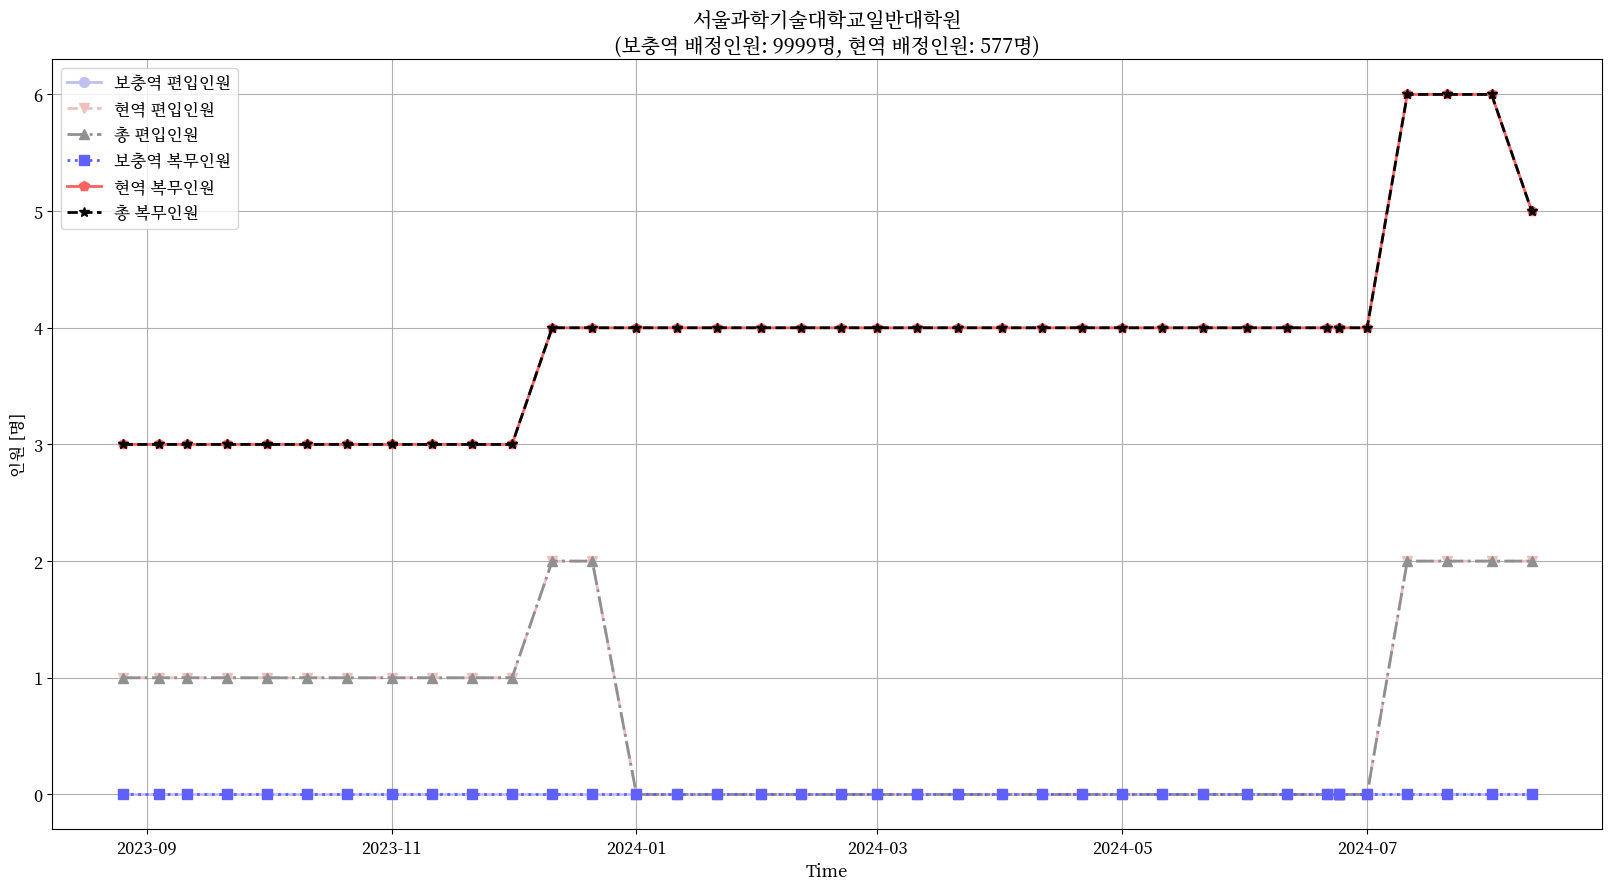 서울과학기술대학교일반대학원
(보충역 배정인원: 9999명, 현역 배정인원: 577명)
보충역 편입인원
현역 편입인원
총 편입인원
보충역 복무인원
현역 복무인원
총 복무인원
인원 [명]
6
5
4
3
2
1
0
2023-09
2023-11
2024-01
2024-03
2024-05
2024-07
Time